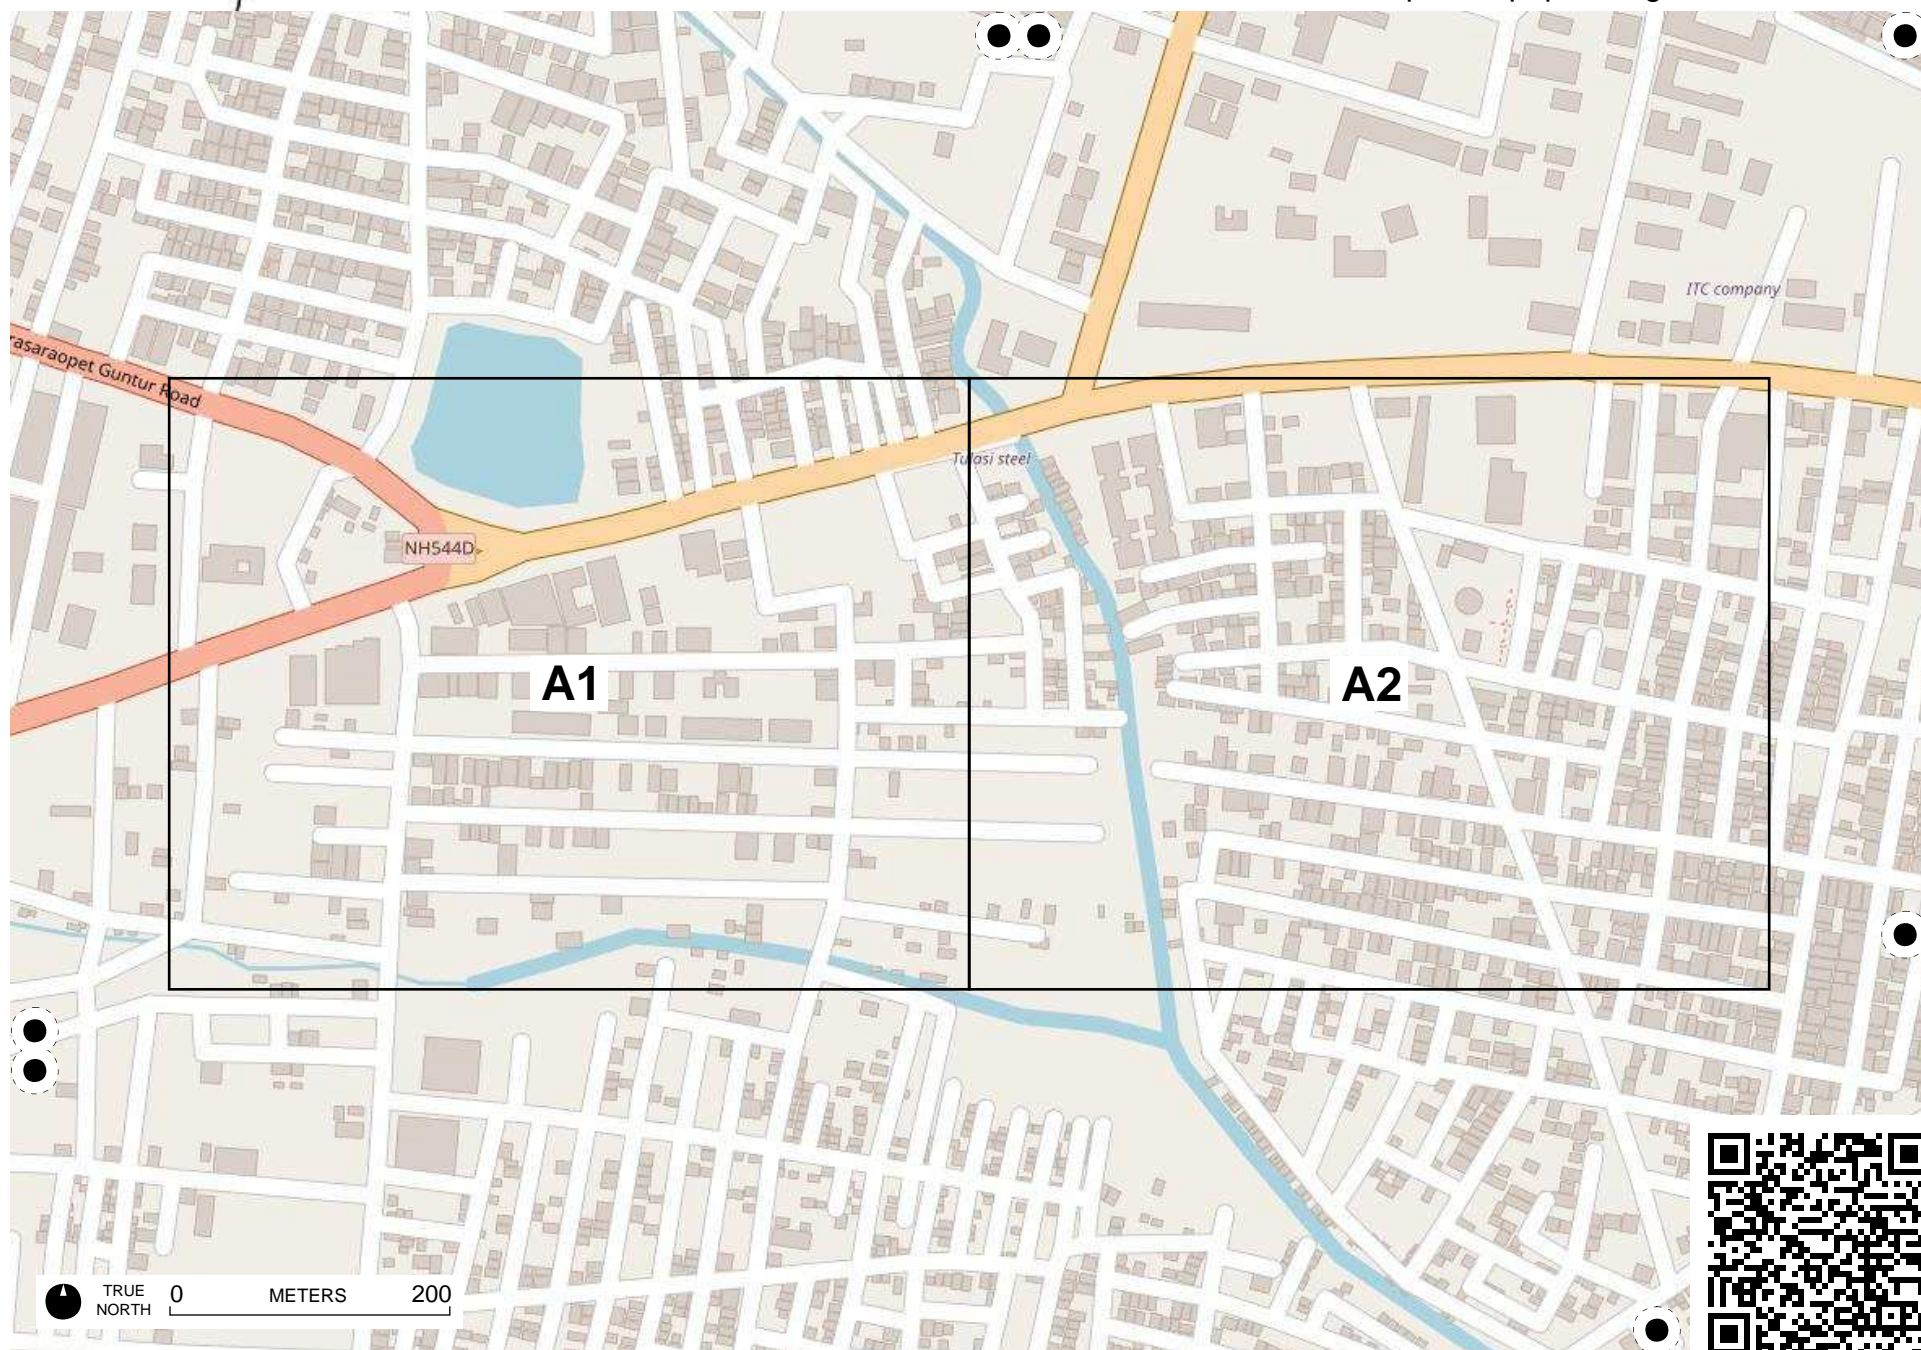 ITC company
rasaraopet Guntur Road
Tulasi steel
NH544D
A1
A2
TRUE
NORTH
0 METERS 200